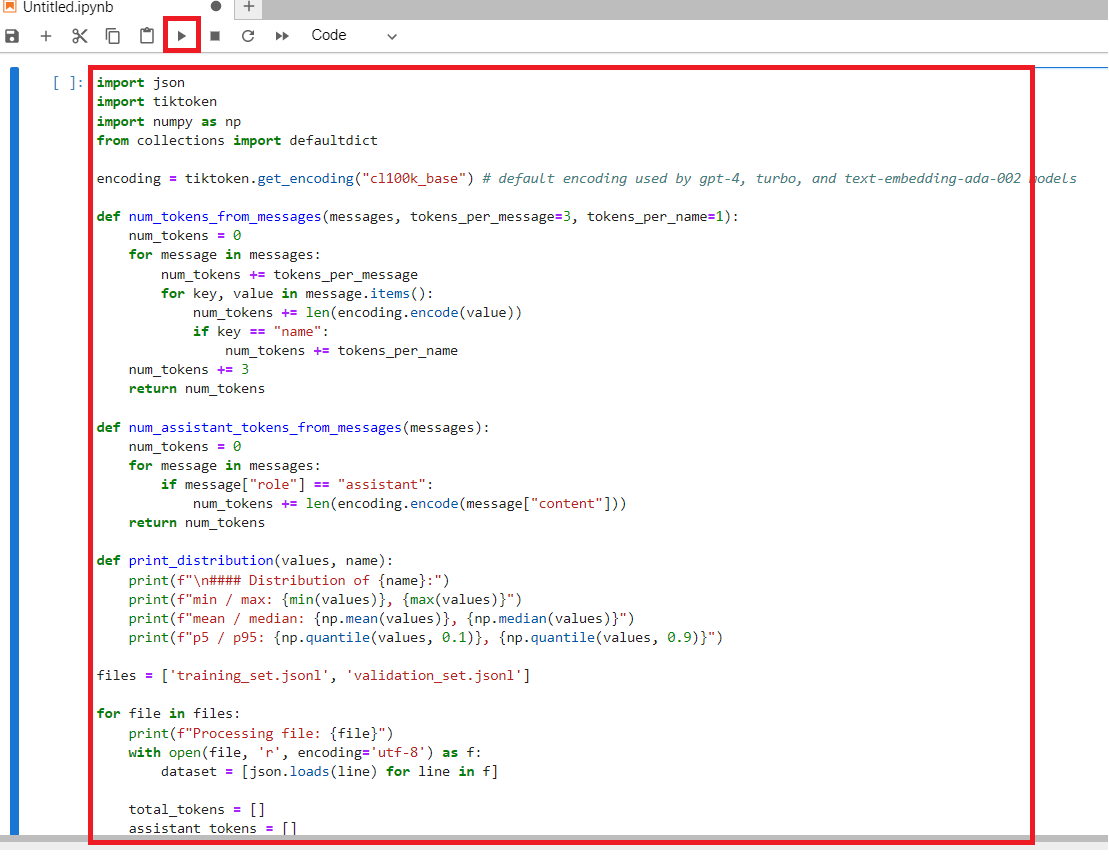 Untitled.ipynb
Code
[ ]:
import json
import tiktoken
import numpy as np
from collections import defaultdict

encoding = tiktoken.get_encoding("cl100k_base") # default encoding used by gpt-4, turbo, and text-embedding-ada-002 models

def num_tokens_from_messages(messages, tokens_per_message=3, tokens_per_name=1):
    num_tokens = 0
    for message in messages:
        num_tokens += tokens_per_message
        for key, value in message.items():
            num_tokens += len(encoding.encode(value))
            if key == "name":
                num_tokens += tokens_per_name
    num_tokens += 3
    return num_tokens

def num_assistant_tokens_from_messages(messages):
    num_tokens = 0
    for message in messages:
        if message["role"] == "assistant":
            num_tokens += len(encoding.encode(message["content"]))
    return num_tokens

def print_distribution(values, name):
    print(f"\n#### Distribution of {name}:")
    print(f"min / max: {min(values)}, {max(values)}")
    print(f"mean / median: {np.mean(values)}, {np.median(values)}")
    print(f"p5 / p95: {np.quantile(values, 0.1)}, {np.quantile(values, 0.9)}")

files = ['training_set.jsonl', 'validation_set.jsonl']

for file in files:
    print(f"Processing file: {file}")
    with open(file, 'r', encoding='utf-8') as f:
        dataset = [json.loads(line) for line in f]

    total_tokens = []
    assistant_tokens = []